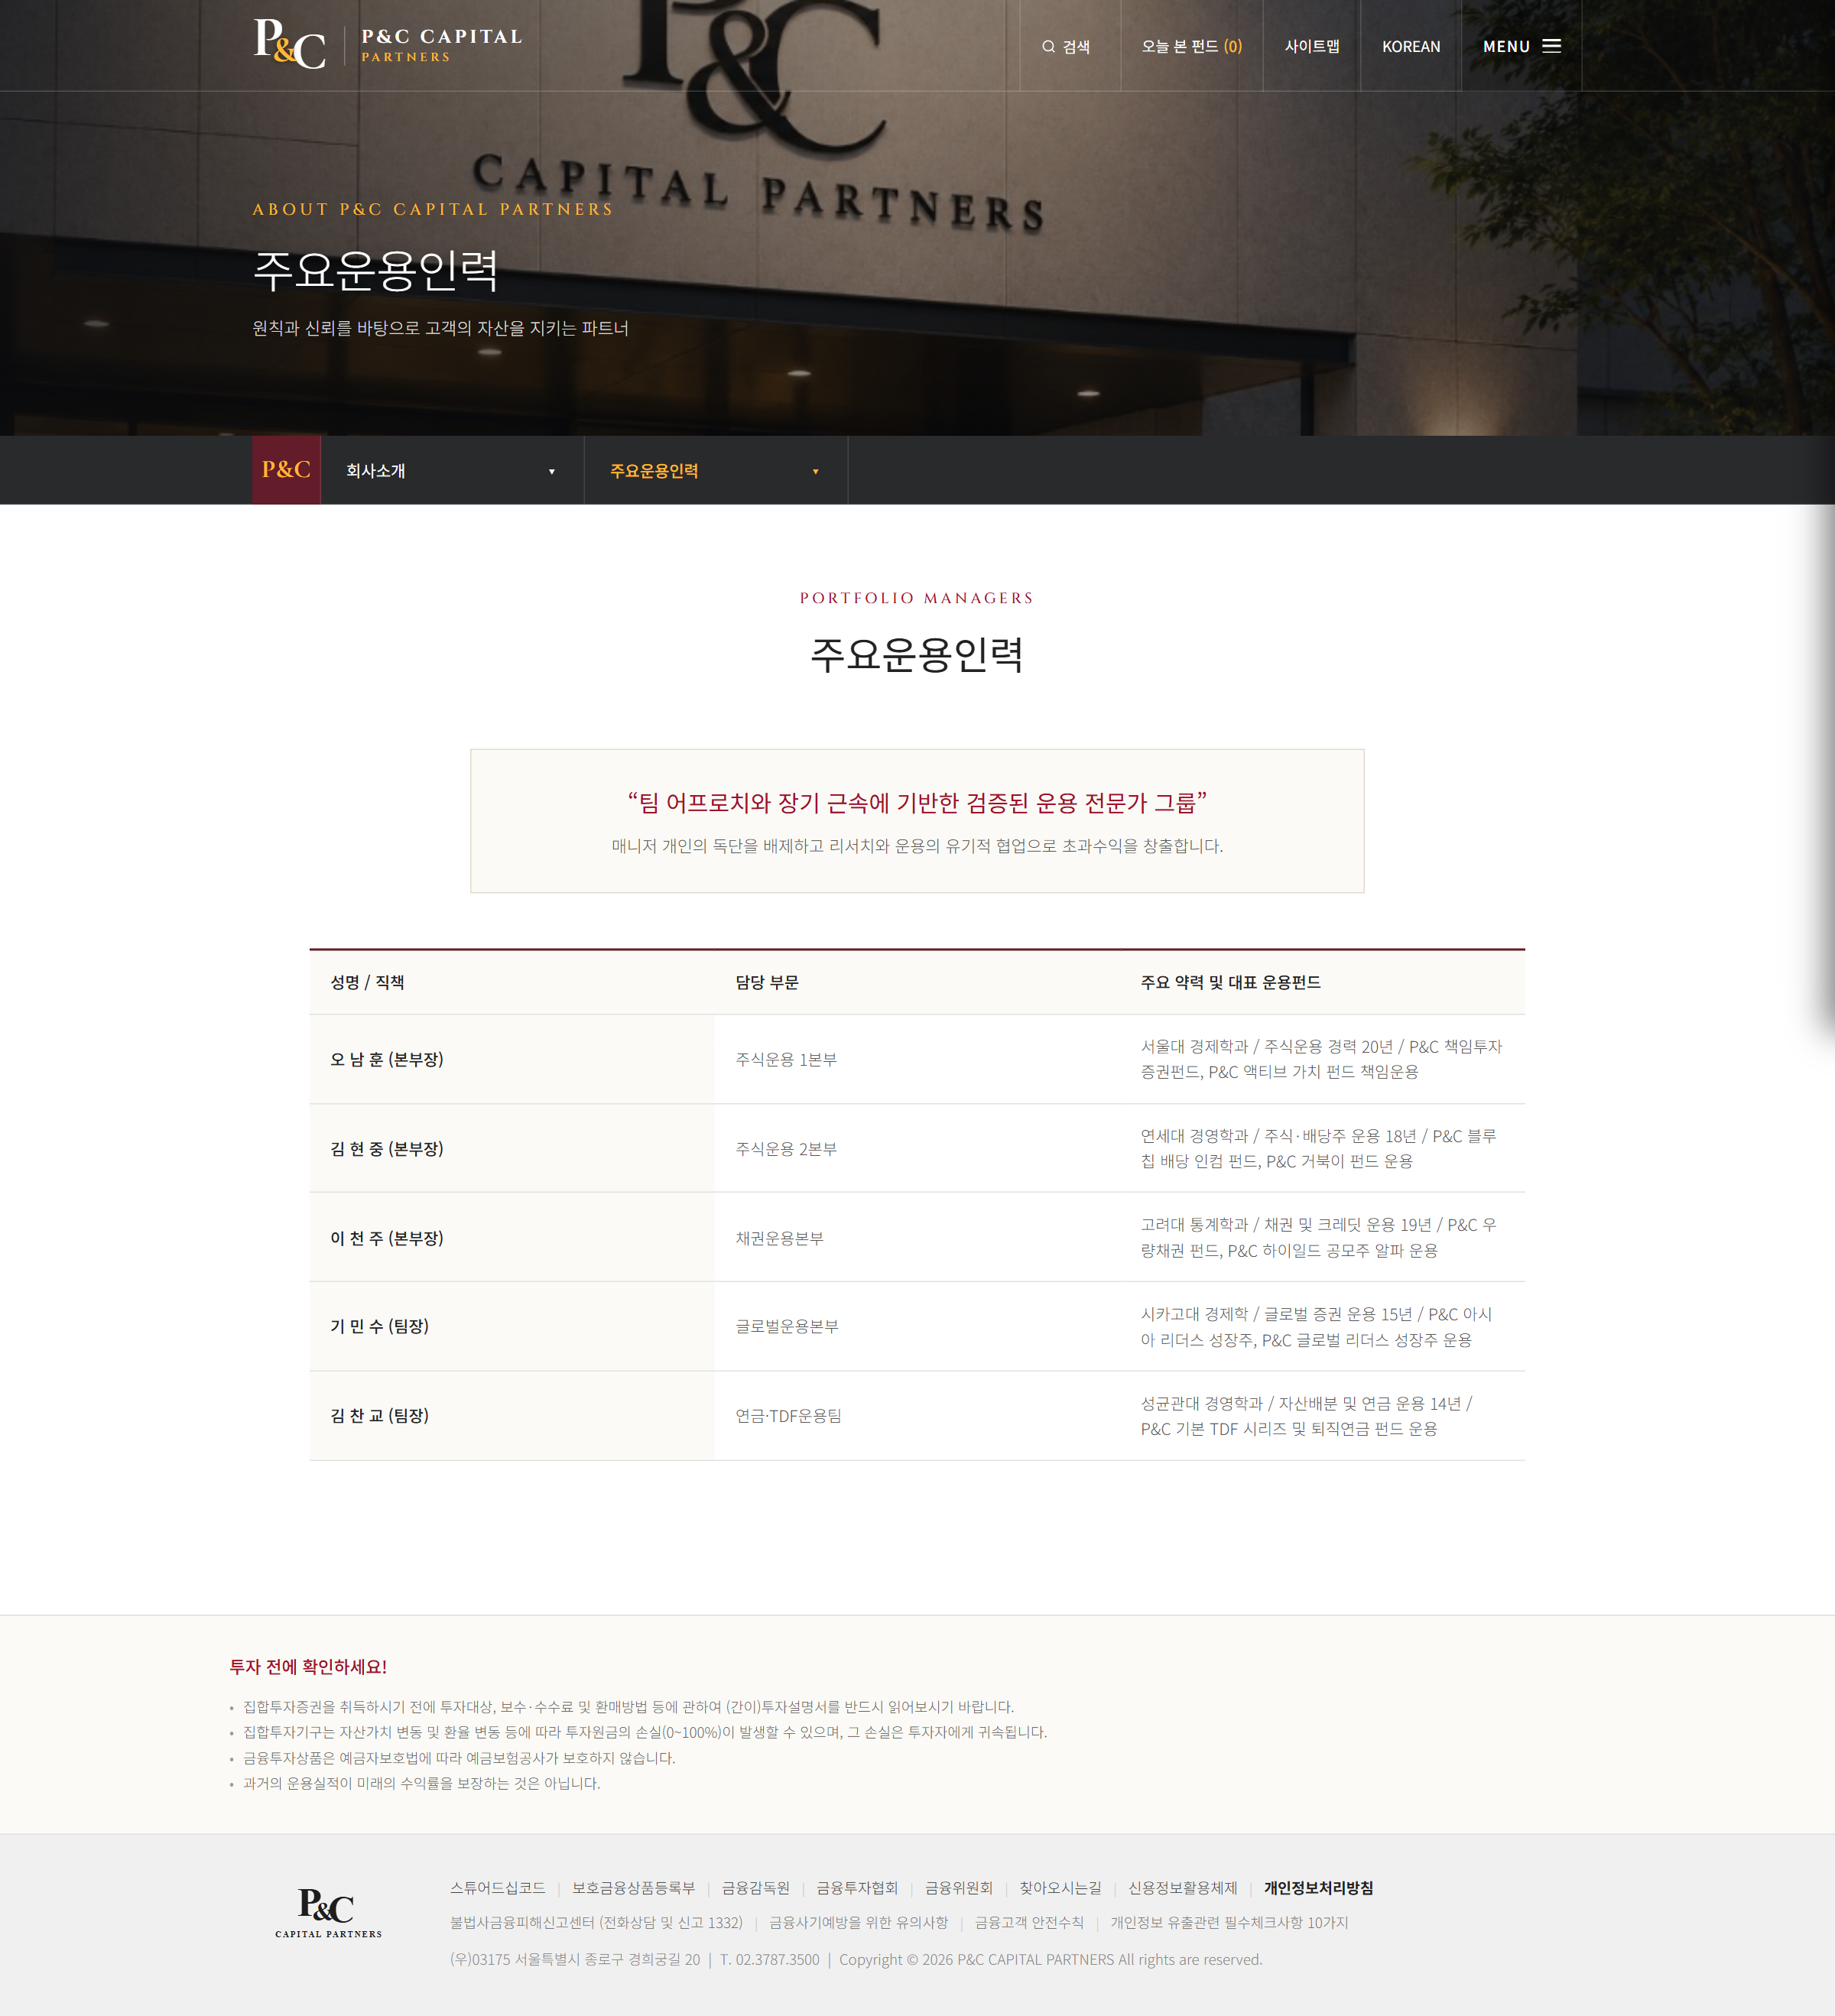 P&C
P&C CAPITAL
PARTNERS
검색
오늘 본 펀드 (0)
사이트맵
KOREAN
MENU
P&C
CAPITAL PARTNERS
ABOUT P&C CAPITAL PARTNERS
주요운용인력
원칙과 신뢰를 바탕으로 고객의 자산을 지키는 파트너
P&C
회사소개
주요운용인력
PORTFOLIO MANAGERS
주요운용인력
“팀 어프로치와 장기 근속에 기반한 검증된 운용 전문가 그룹”
매니저 개인의 독단을 배제하고 리서치와 운용의 유기적 협업으로 초과수익을 창출합니다.
성명 / 직책
담당 부문
주요 약력 및 대표 운용펀드
오 남 훈 (본부장)
주식운용 1본부
서울대 경제학과 / 주식운용 경력 20년 / P&C 책임투자
증권펀드, P&C 액티브 가치 펀드 책임운용
김 현 중 (본부장)
주식운용 2본부
연세대 경영학과 / 주식·배당주 운용 18년 / P&C 블루
칩 배당 인컴 펀드, P&C 거북이 펀드 운용
이 천 주 (본부장)
채권운용본부
고려대 통계학과 / 채권 및 크레딧 운용 19년 / P&C 우
량채권 펀드, P&C 하이일드 공모주 알파 운용
기 민 수 (팀장)
글로벌운용본부
시카고대 경제학 / 글로벌 증권 운용 15년 / P&C 아시
아 리더스 성장주, P&C 글로벌 리더스 성장주 운용
김 찬 교 (팀장)
연금·TDF운용팀
성균관대 경영학과 / 자산배분 및 연금 운용 14년 /
P&C 기본 TDF 시리즈 및 퇴직연금 펀드 운용
투자 전에 확인하세요!
• 집합투자증권을 취득하시기 전에 투자대상, 보수·수수료 및 환매방법 등에 관하여 (간이)투자설명서를 반드시 읽어보시기 바랍니다.
• 집합투자기구는 자산가치 변동 및 환율 변동 등에 따라 투자원금의 손실(0~100%)이 발생할 수 있으며, 그 손실은 투자자에게 귀속됩니다.
• 금융투자상품은 예금자보호법에 따라 예금보험공사가 보호하지 않습니다.
• 과거의 운용실적이 미래의 수익률을 보장하는 것은 아닙니다.
P&C
CAPITAL PARTNERS
스튜어드십코드 | 보호금융상품등록부 | 금융감독원 | 금융투자협회 | 금융위원회 | 찾아오시는길 | 신용정보활용체제 | 개인정보처리방침
불법사금융피해신고센터 (전화상담 및 신고 1332) | 금융사기예방을 위한 유의사항 | 금융고객 안전수칙 | 개인정보 유출관련 필수체크사항 10가지
(우)03175 서울특별시 종로구 경희궁길 20 | T. 02.3787.3500 | Copyright © 2026 P&C CAPITAL PARTNERS All rights are reserved.